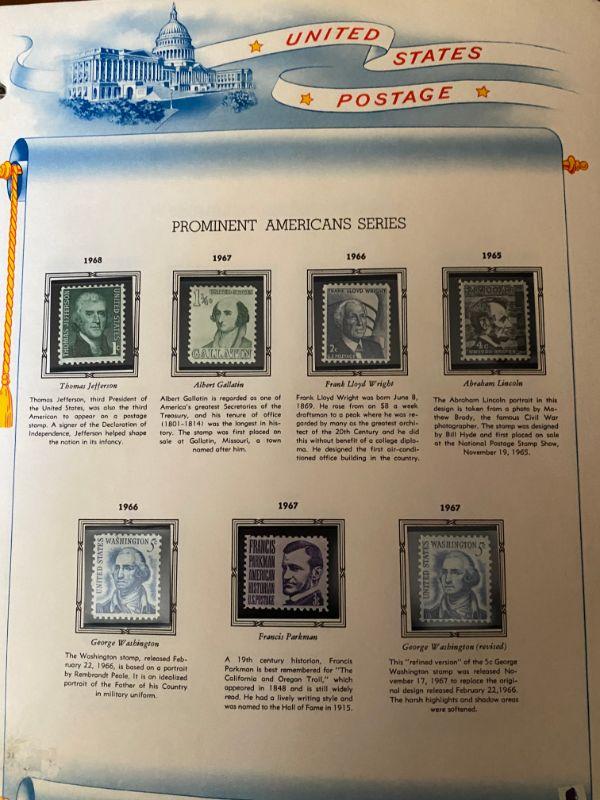 UNITED
STATES
POSTAGE
PROMINENT AMERICANS SERIES
1968
1967
1966
1965
THOMAS JEFFERSON
UNITED STATES
1c
1¼c
UNITED STATES
GALLATIN
FRANK LLOYD WRIGHT
2c
U.S. POSTAGE
4c
Thomas Jefferson
Albert Gallatin
Frank Lloyd Wright
Abraham Lincoln
Thomas Jefferson, third President of
the United States, was also the third
American to appear on a postage
stamp. A signer of the Declaration of
Independence, Jefferson helped shape
the nation in its infancy.
Albert Gallatin is regarded as one of
America's greatest Secretaries of the
Treasury, and his tenure of office
(1801-1814) was the longest in his-
tory. The stamp was first placed on
sale at Gallatin, Missouri, a town
named after him.
Frank Lloyd Wright was born June 8,
1869. He rose from an $8 a week
draftsman to a peak where he was re-
garded by many as the greatest archi-
tect of the 20th Century and he did
this without benefit of a college diplo-
ma. He designed the first air-condi-
tioned office building in the country.
The Abraham Lincoln portrait in this
design is taken from a photo by Ma-
thew Brady, the famous Civil War
photographer. The stamp was designed
by Bill Hyde and first placed on sale
at the National Postage Stamp Show,
November 19, 1965.
1966
1967
1967
WASHINGTON 5c
UNITED STATES
FRANCIS
PARKMAN
AMERICAN
HISTORIAN
U.S. POSTAGE
3c
WASHINGTON 5c
UNITED STATES
George Washington
Francis Parkman
George Washington (revised)
The Washington stamp, released Feb-
ruary 22, 1966, is based on a portrait
by Rembrandt Peale. It is an idealized
portrait of the Father of his Country
in military uniform.
A 19th century historian, Francis
Parkman is best remembered for "The
California and Oregon Trail," which
appeared in 1848 and is still widely
read. He had a lively writing style and
was named to the Hall of Fame in 1915.
This "refined version" of the 5c George
Washington stamp was released No-
vember 17, 1967 to replace the origi-
nal design released February 22,1966.
The harsh highlights and shadow areas
were softened.